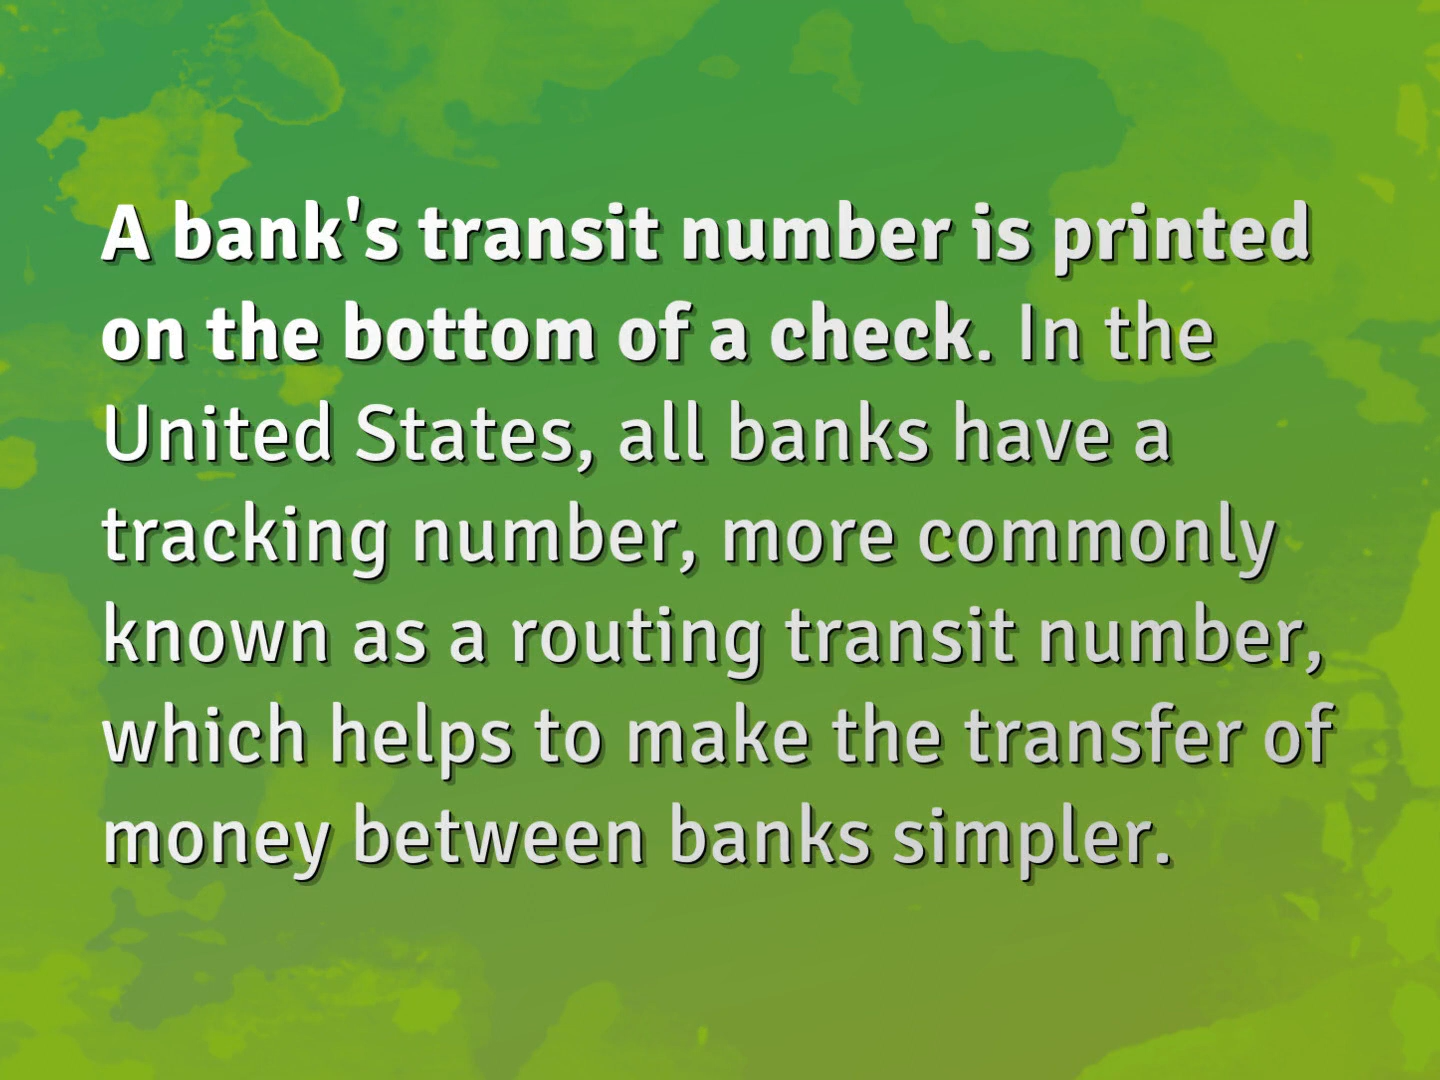 A bank's transit number is printed
on the bottom of a check. In the
United States, all banks have a
tracking number, more commonly
known as a routing transit number,
which helps to make the transfer of
money between banks simpler.